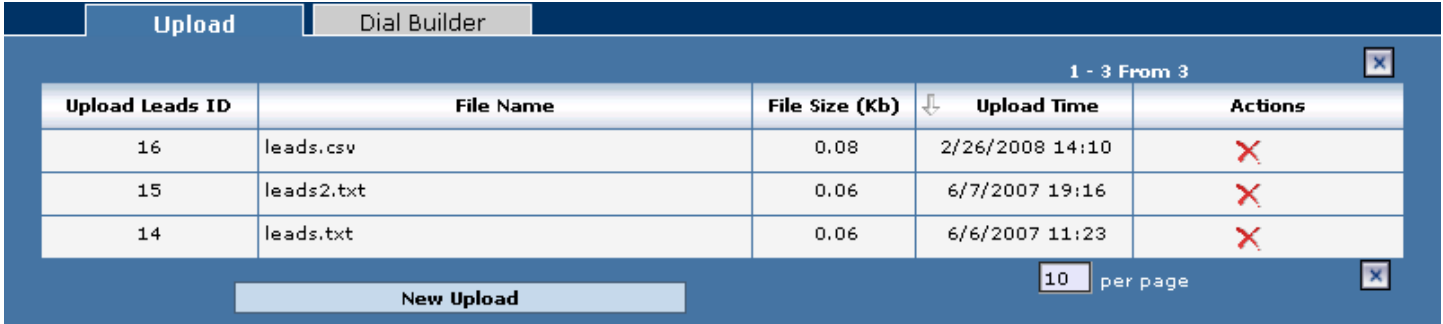 Upload Dial Builder
1 - 3 From 3
Upload Leads ID File Name File Size (Kb) Upload Time Actions
16 leads.csv 0.08 2/26/2008 14:10
15 leads2.txt 0.06 6/7/2007 19:16
14 leads.txt 0.06 6/6/2007 11:23
10 per page
New Upload